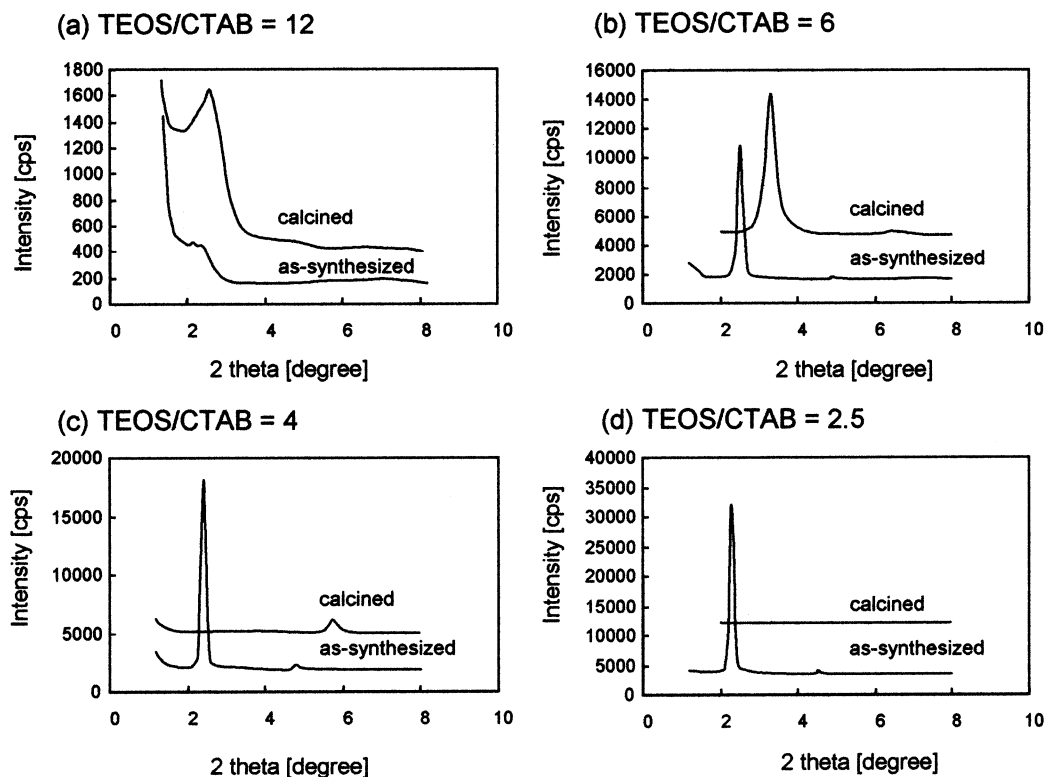 (a) TEOS/CTAB = 12
1800
1600
1400
1200
1000
800
600
400
200
0
Intensity [cps]
calcined
as-synthesized
0 2 4 6 8 10
2 theta [degree]
(b) TEOS/CTAB = 6
16000
14000
12000
10000
8000
6000
4000
2000
0
Intensity [cps]
calcined
as-synthesized
0 2 4 6 8 10
2 theta [degree]
(c) TEOS/CTAB = 4
20000
15000
10000
5000
0
Intensity [cps]
calcined
as-synthesized
0 2 4 6 8 10
2 theta [degree]
(d) TEOS/CTAB = 2.5
40000
35000
30000
25000
20000
15000
10000
5000
0
Intensity [cps]
calcined
as-synthesized
0 2 4 6 8 10
2 theta [degree]